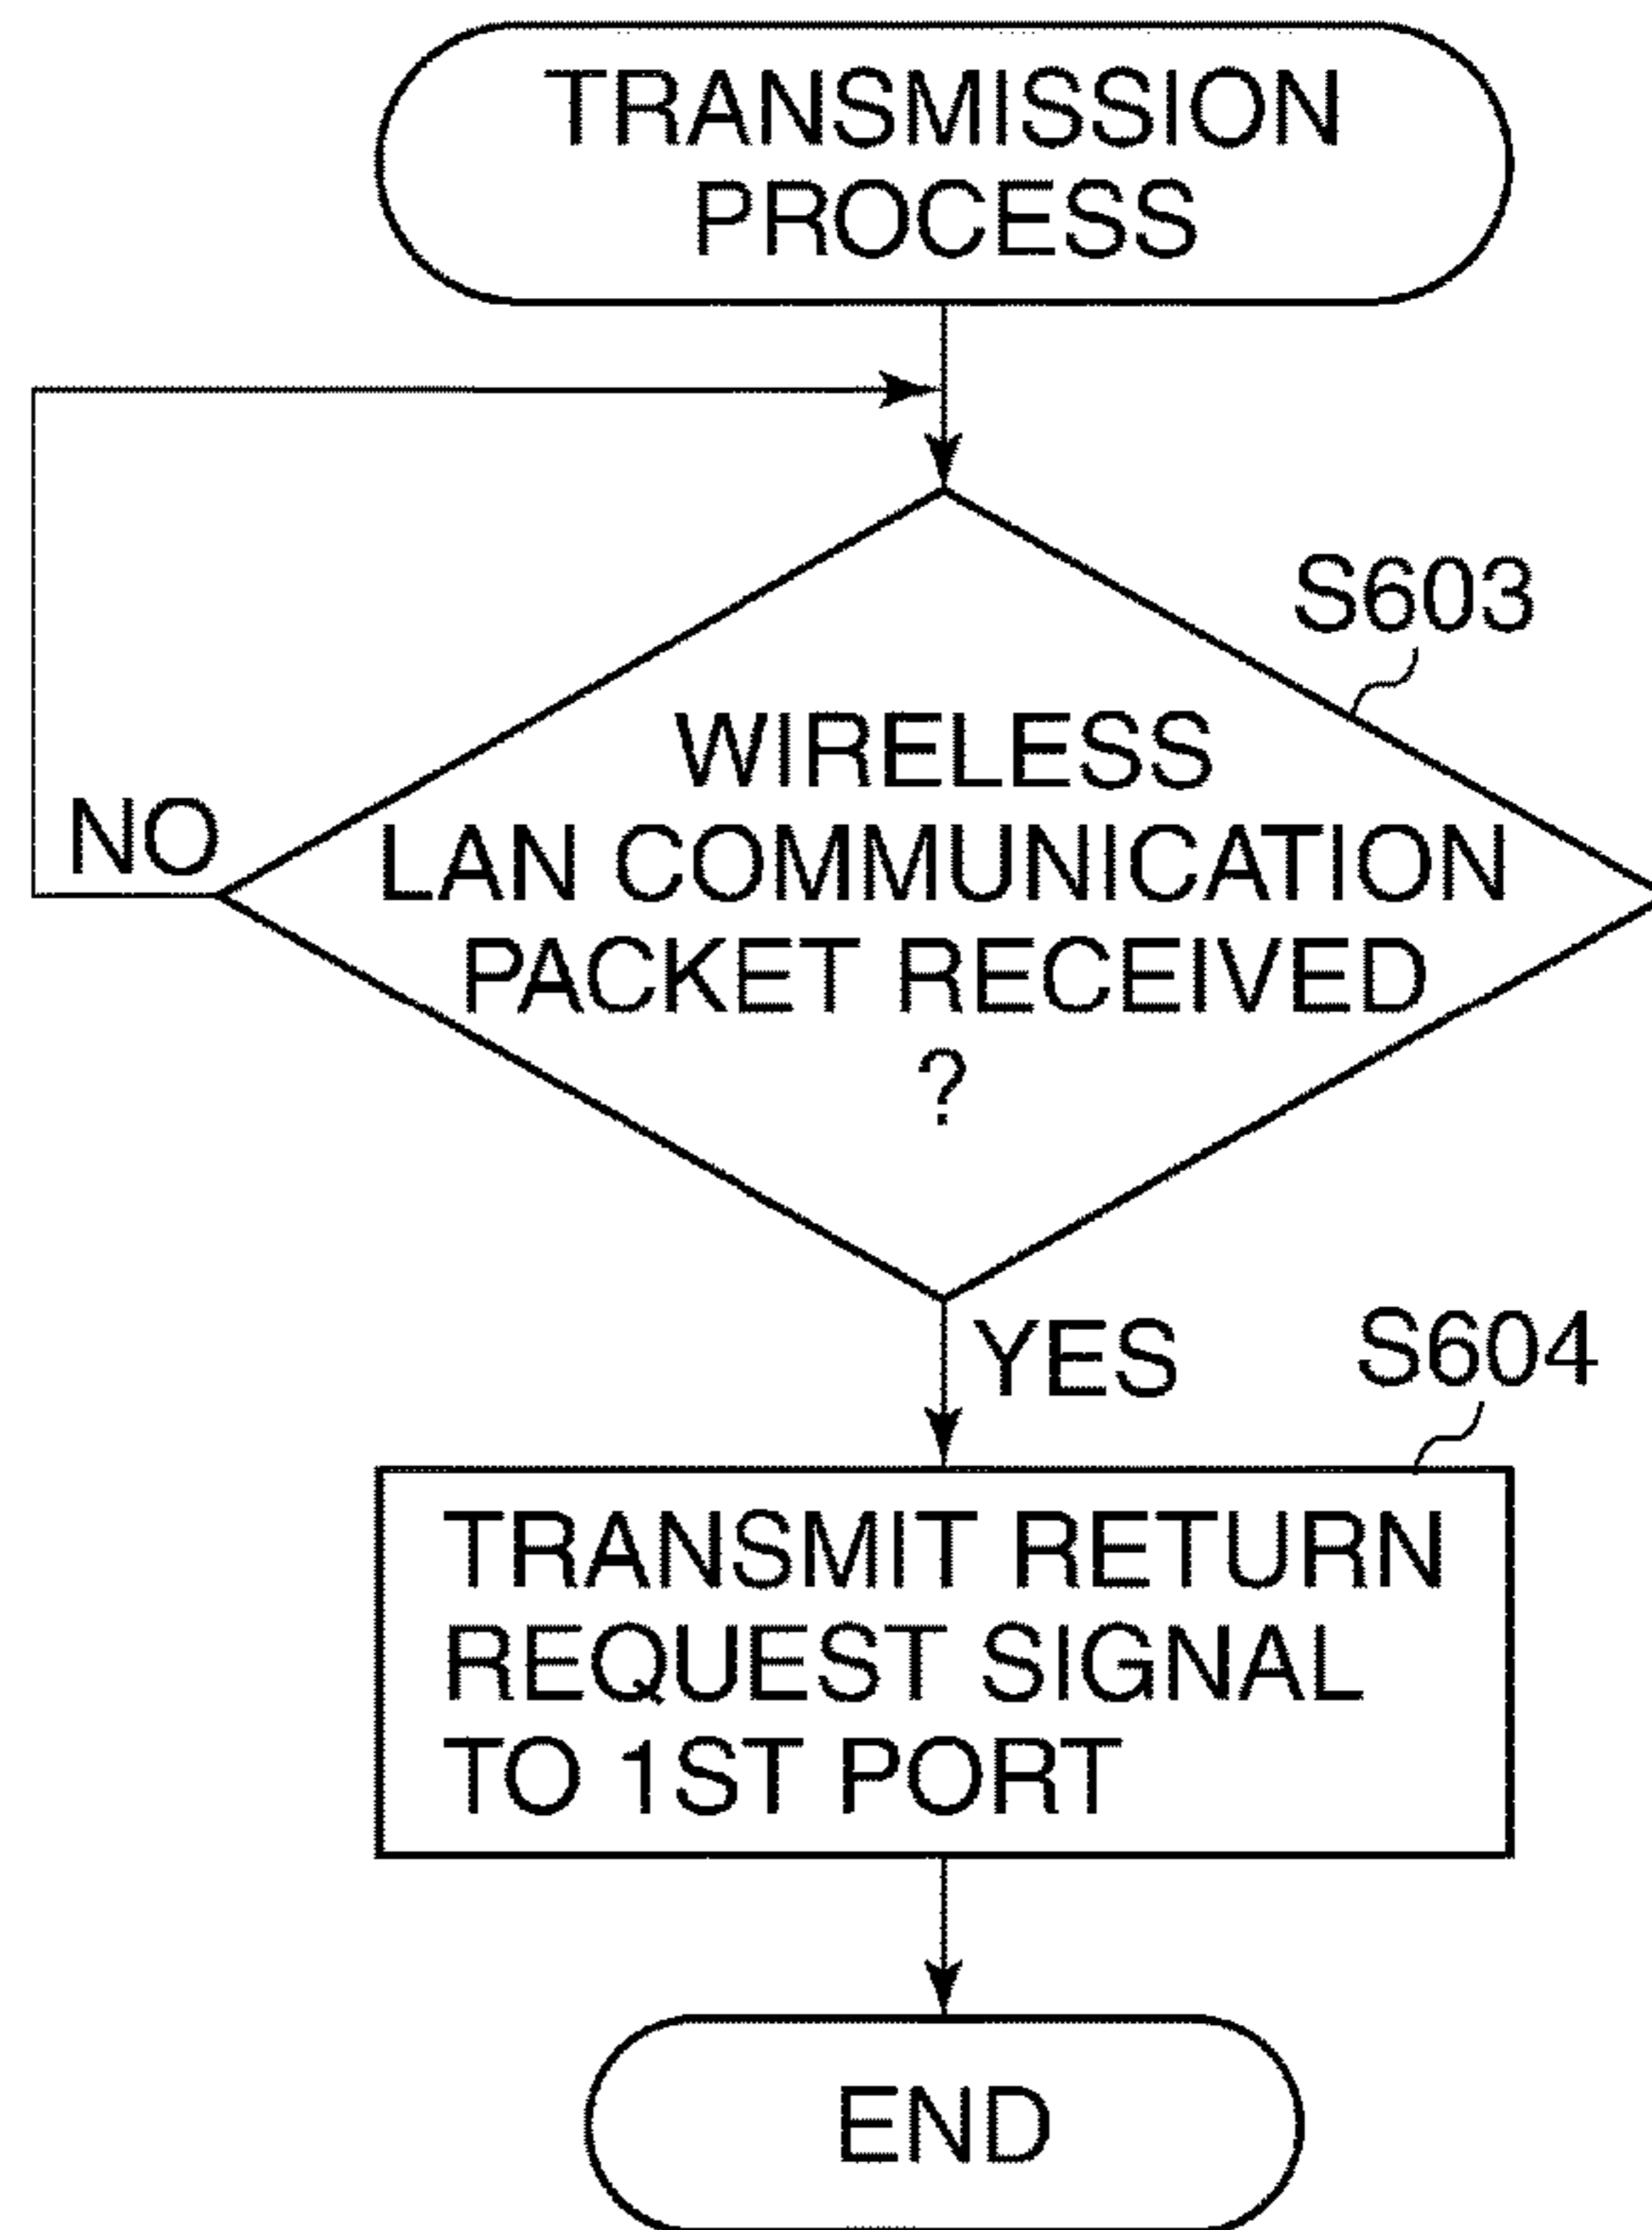 TRANSMISSION
PROCESS
S603
WIRELESS
LAN COMMUNICATION
PACKET RECEIVED
?
NO
YES
S604
TRANSMIT RETURN
REQUEST SIGNAL
TO 1ST PORT
END